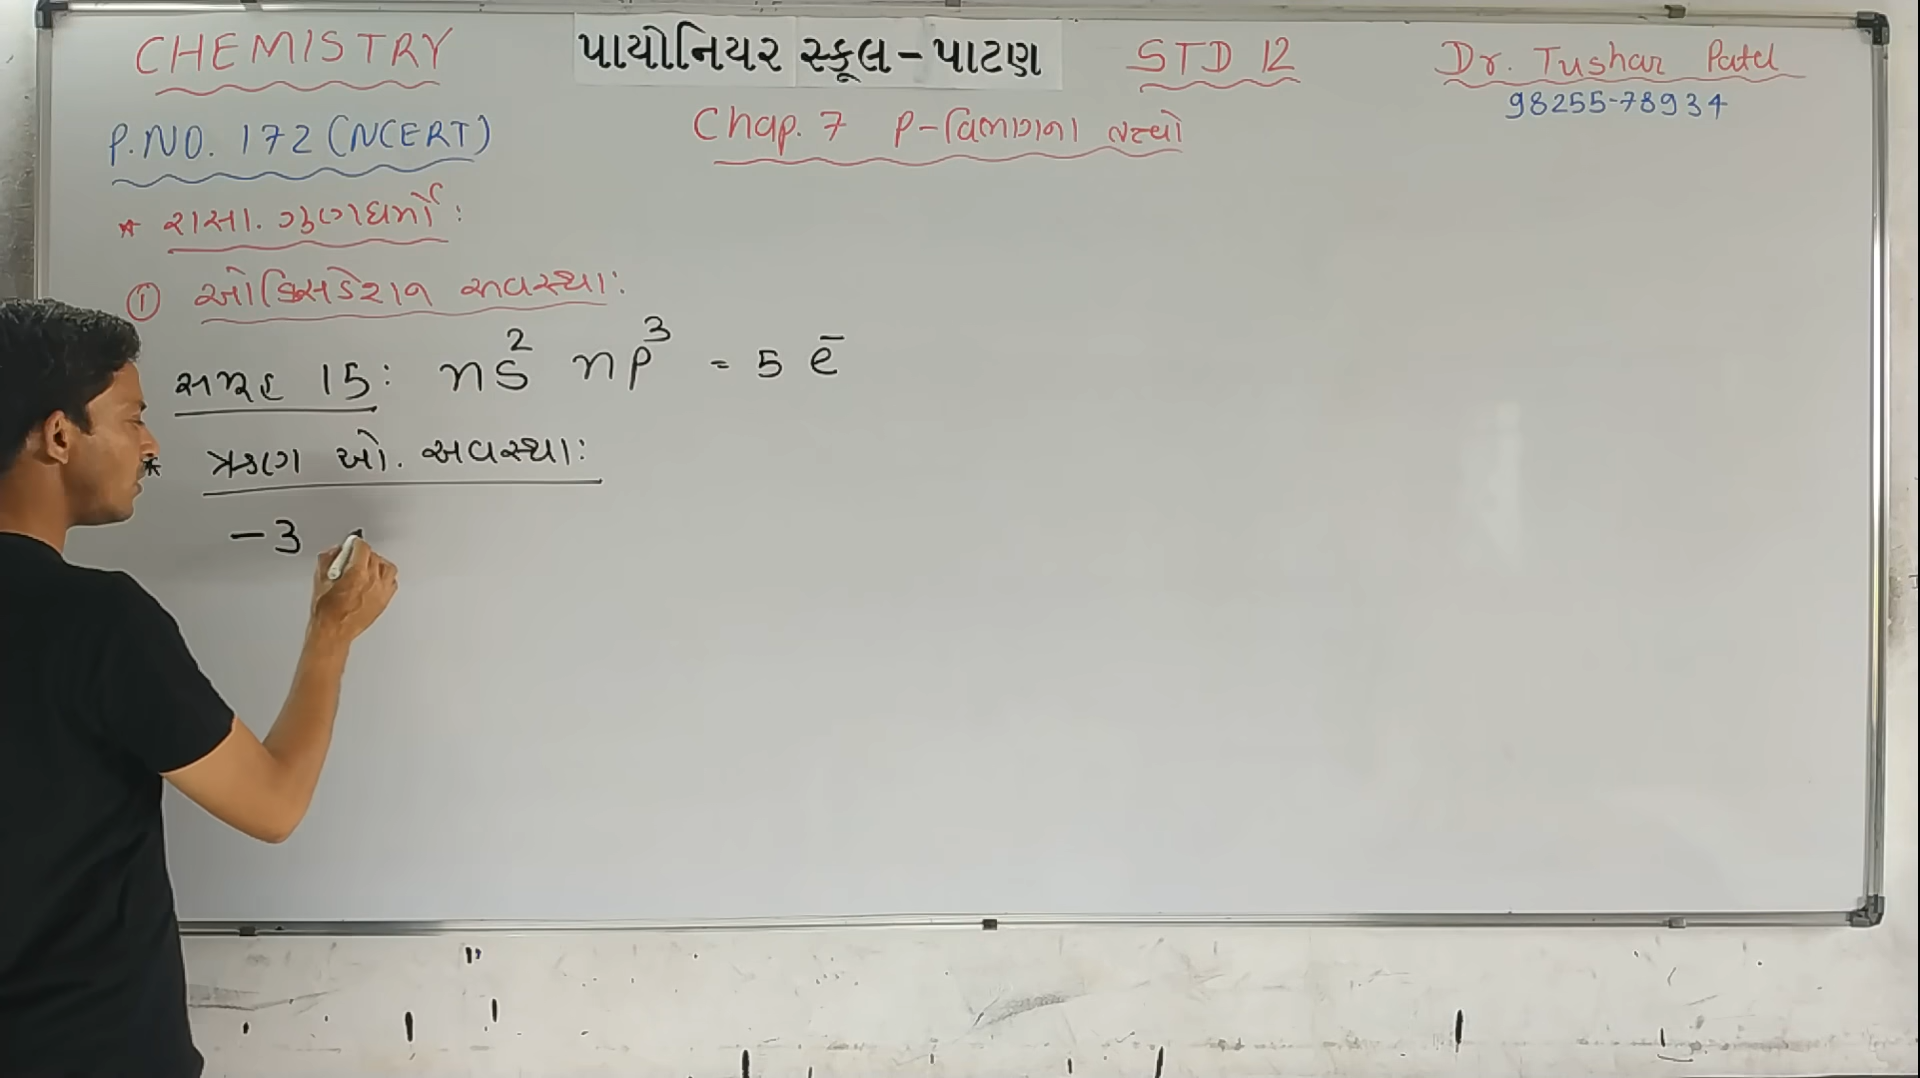 CHEMISTRY પાયોનિયર સ્કૂલ - પાટણ STD 12 Dr. Tushar Patel
98255-78934
P.NO. 172 (NCERT) Chap. 7 P-વિભાગના તત્વો
* રાસા. ગુણધર્મો :
① ઓક્સિડેશન અવસ્થા :
સમૂહ 15 : ns² np³ = 5 e⁻
* ઋણ ઓ. અવસ્થા :
-3